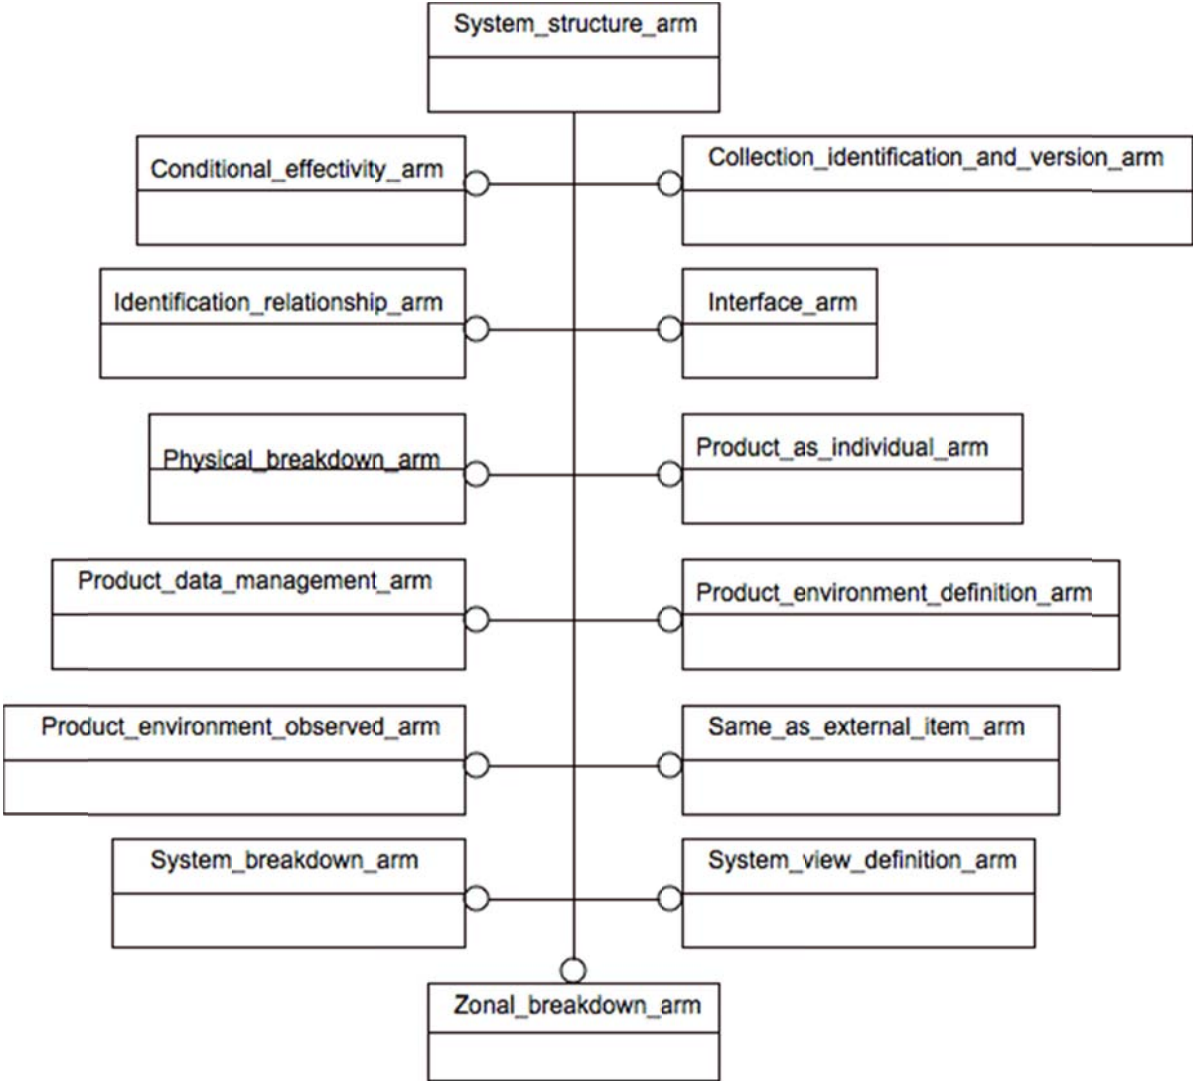 System_structure_arm
Conditional_effectivity_arm
Collection_identification_and_version_arm
Identification_relationship_arm
Interface_arm
Physical_breakdown_arm
Product_as_individual_arm
Product_data_management_arm
Product_environment_definition_arm
Product_environment_observed_arm
Same_as_external_item_arm
System_breakdown_arm
System_view_definition_arm
Zonal_breakdown_arm